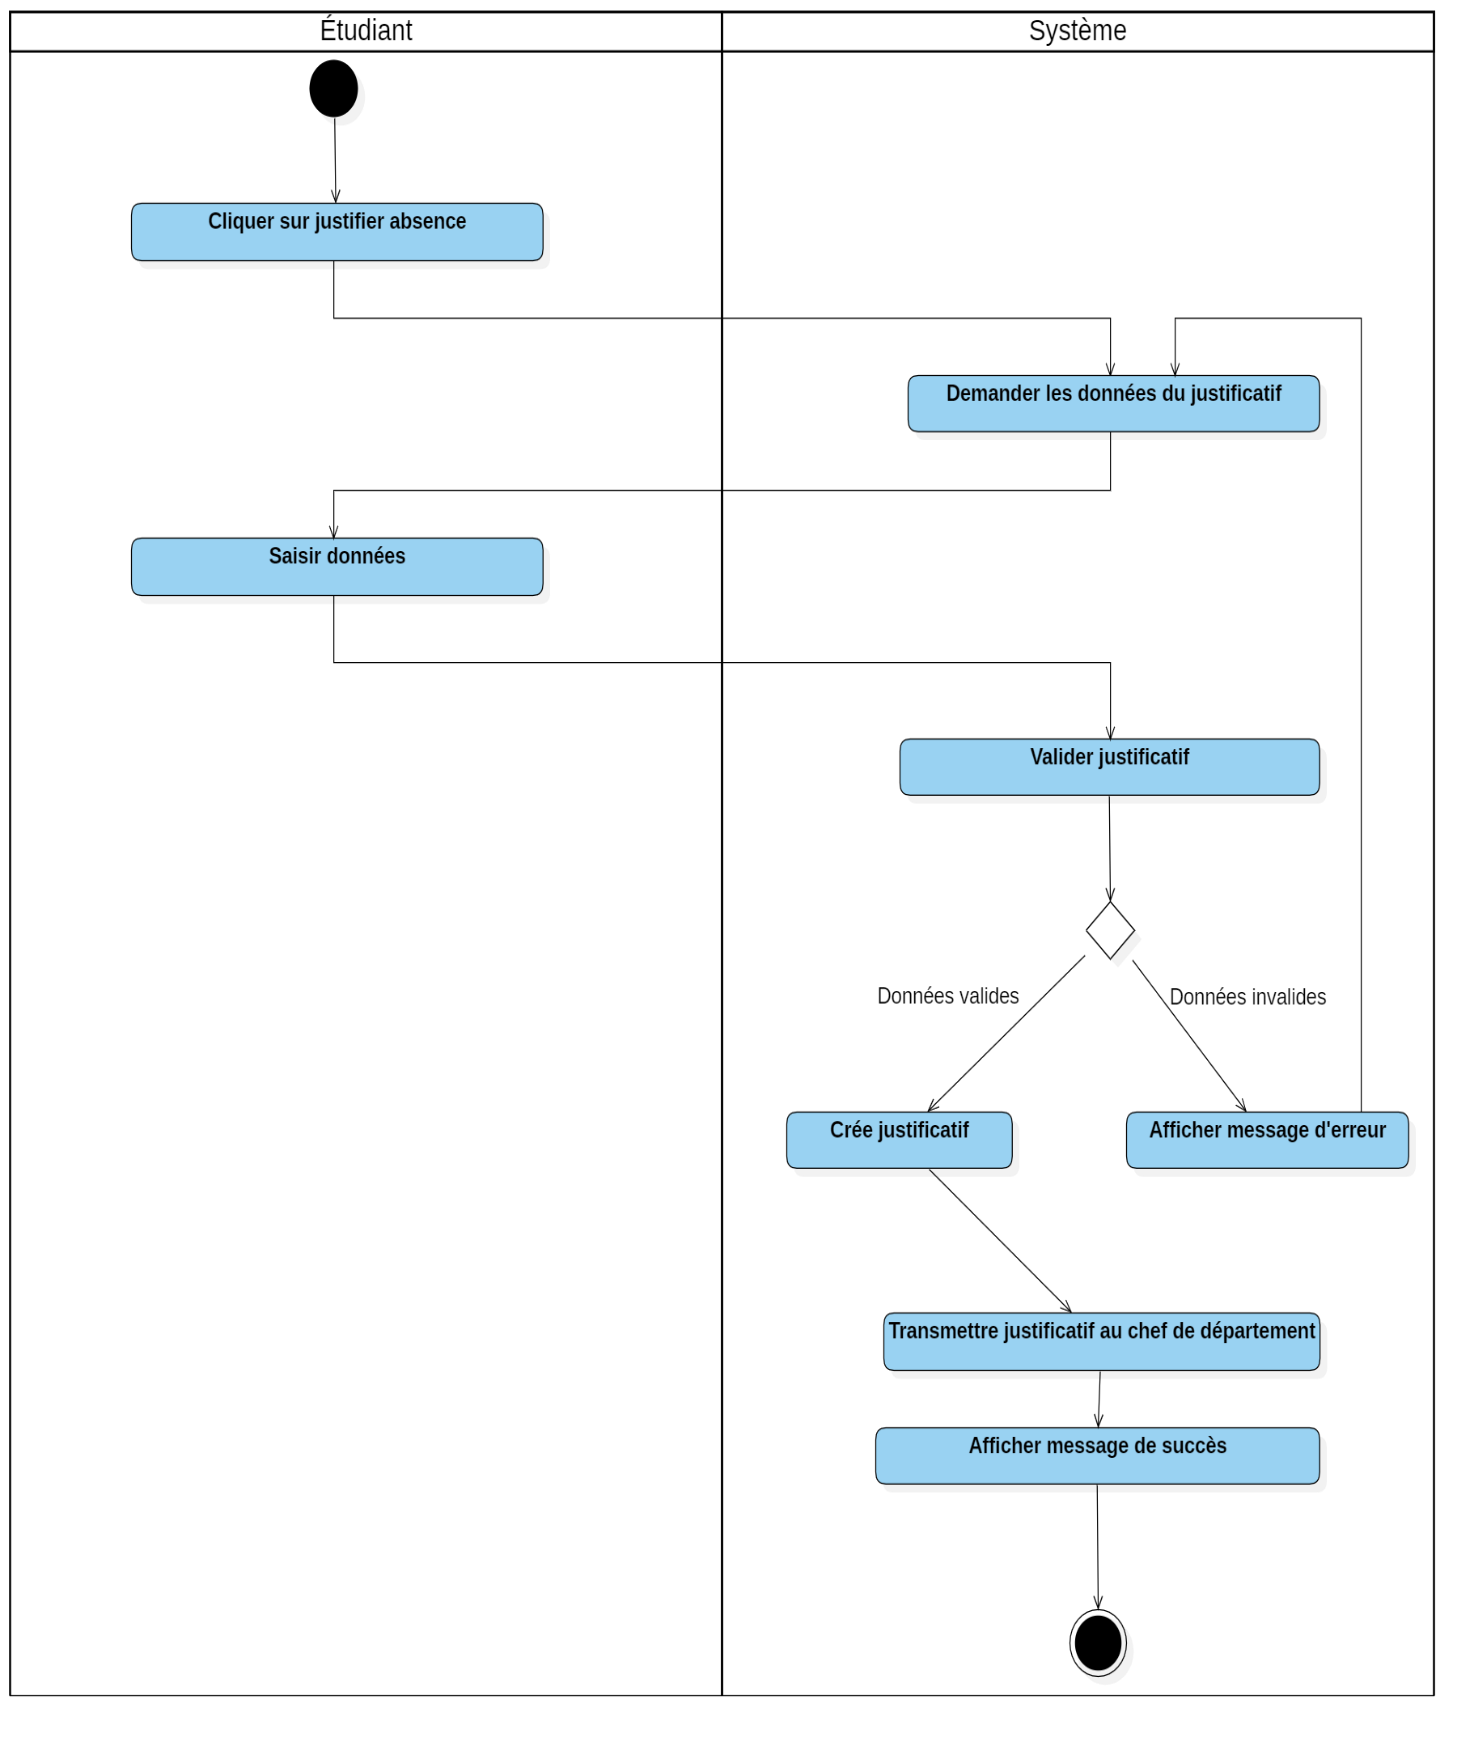 Étudiant
Système
Cliquer sur justifier absence
Demander les données du justificatif
Saisir données
Valider justificatif
Données valides
Données invalides
Crée justificatif
Afficher message d'erreur
Transmettre justificatif au chef de département
Afficher message de succès